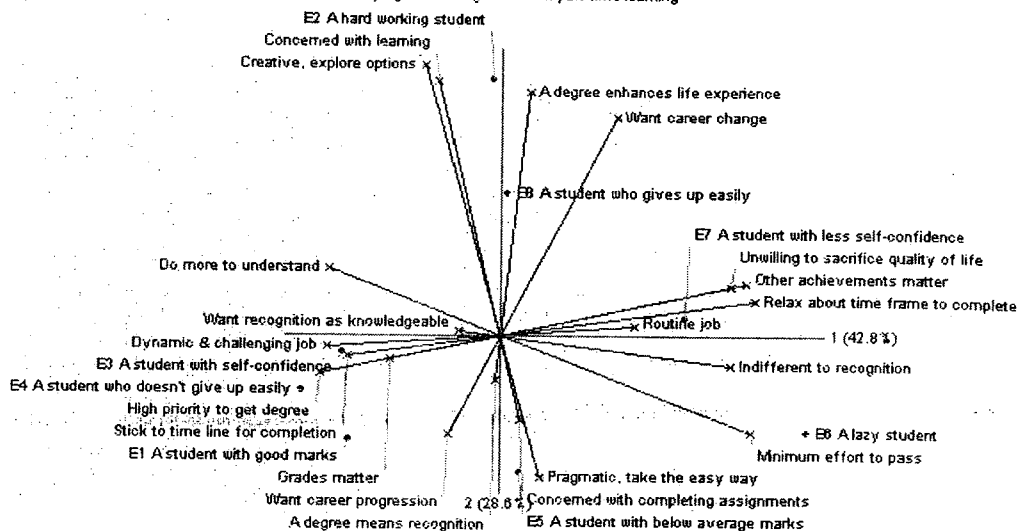 E2 A hard working student
Concerned with learning
Creative, explore options
A degree enhances life experience
Want career change
E8 A student who gives up easily
E7 A student with less self-confidence
Unwilling to sacrifice quality of life
Do more to understand
Other achievements matter
Relax about time frame to complete
Want recognition as knowledgeable
Routine job
Dynamic & challenging job
1 (42.8%)
E3 A student with self-confidence
Indifferent to recognition
E4 A student who doesn't give up easily
High priority to get degree
Stick to time line for completion
E6 A lazy student
E1 A student with good marks
Minimum effort to pass
Grades matter
Pragmatic, take the easy way
Want career progression
2 (28.6%)
Concerned with completing assignments
A degree means recognition
E5 A student with below average marks